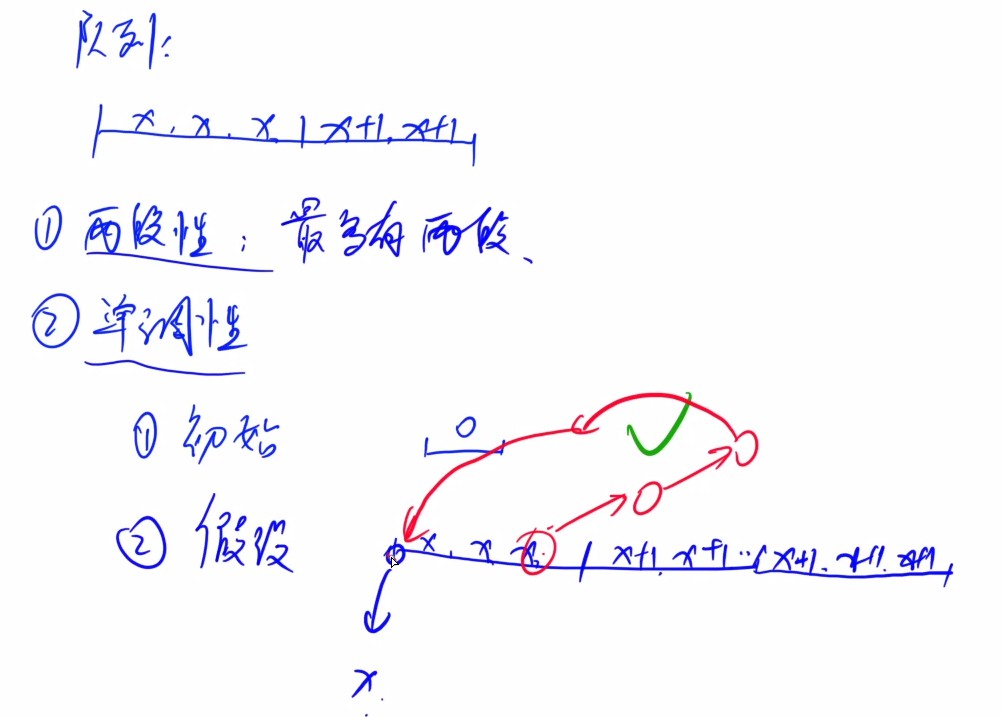 队列:
x, x, x | x+1, x+1
① 两段性: 最多有两段、
② 单调性
① 初始
0
② 假设
x, x x, x+1, x+1 ·· x+1, x+1, x+1
x